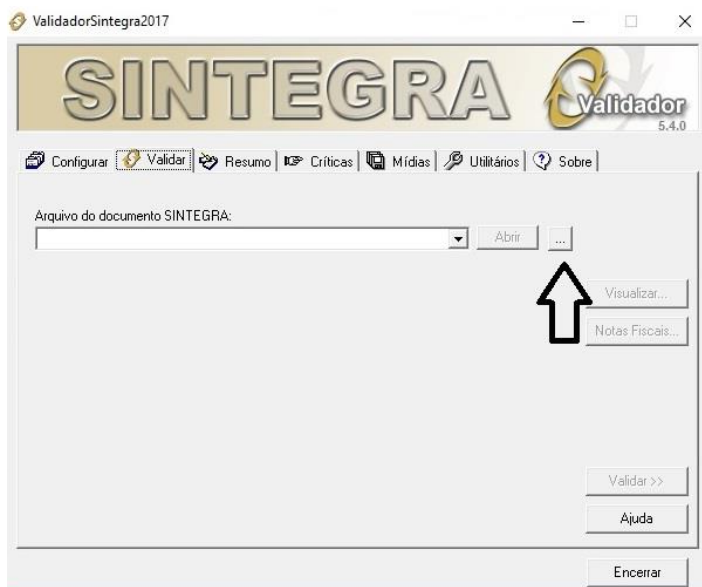 ValidadorSintegra2017
SINTEGRA
Validador
5.4.0
Configurar Validar Resumo Críticas Mídias Utilitários Sobre
Arquivo do documento SINTEGRA:
Abrir ...
Visualizar...
Notas Fiscais...
Validar >>
Ajuda
Encerrar